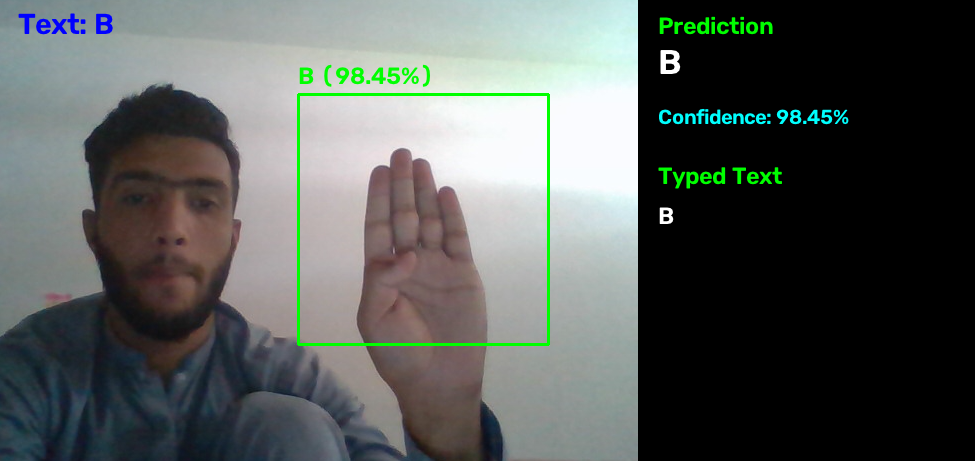 Text: B
B (98.45%)
Prediction
B
Confidence: 98.45%
Typed Text
B